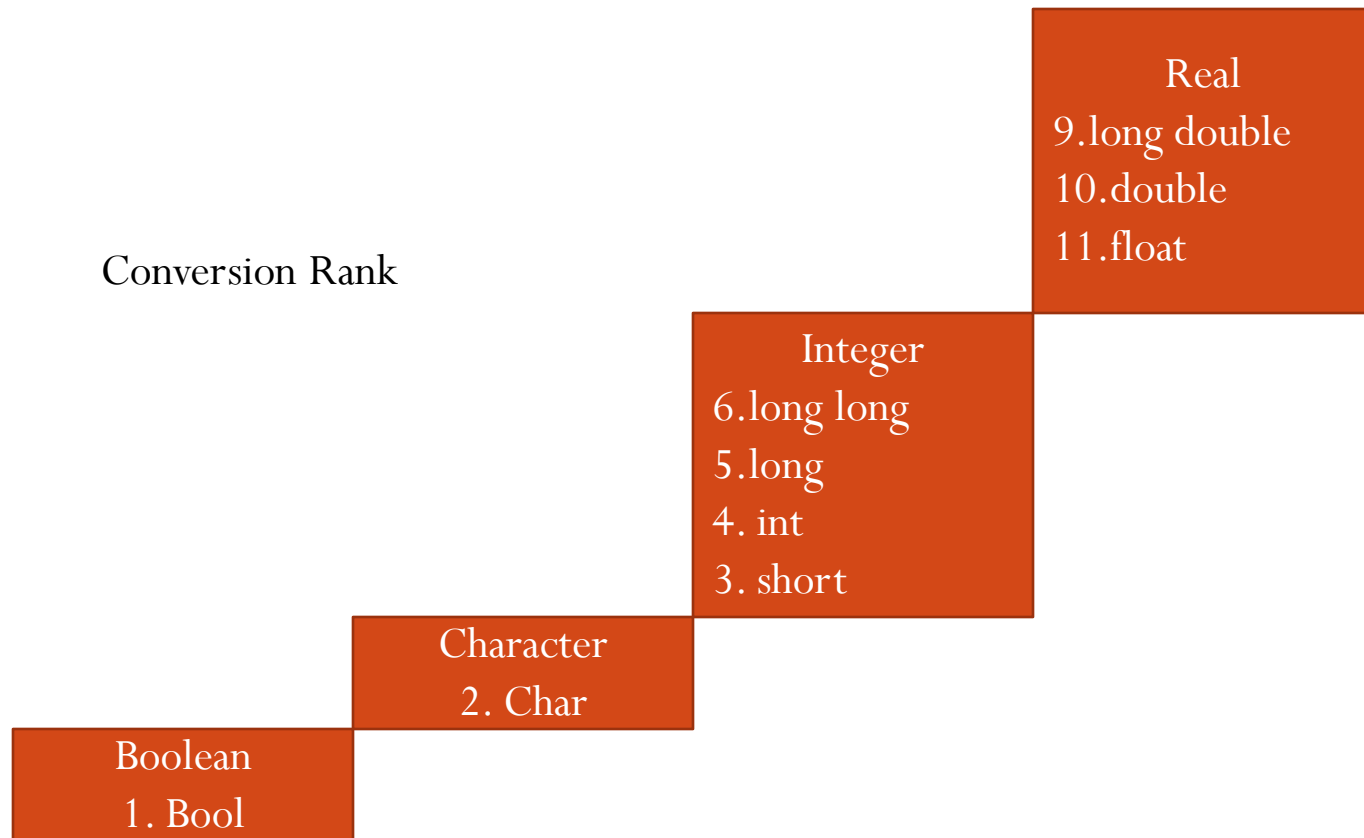 Real
9.long double
10.double
11.float
Conversion Rank
Integer
6.long long
5.long
4. int
3. short
Character
2. Char
Boolean
1. Bool